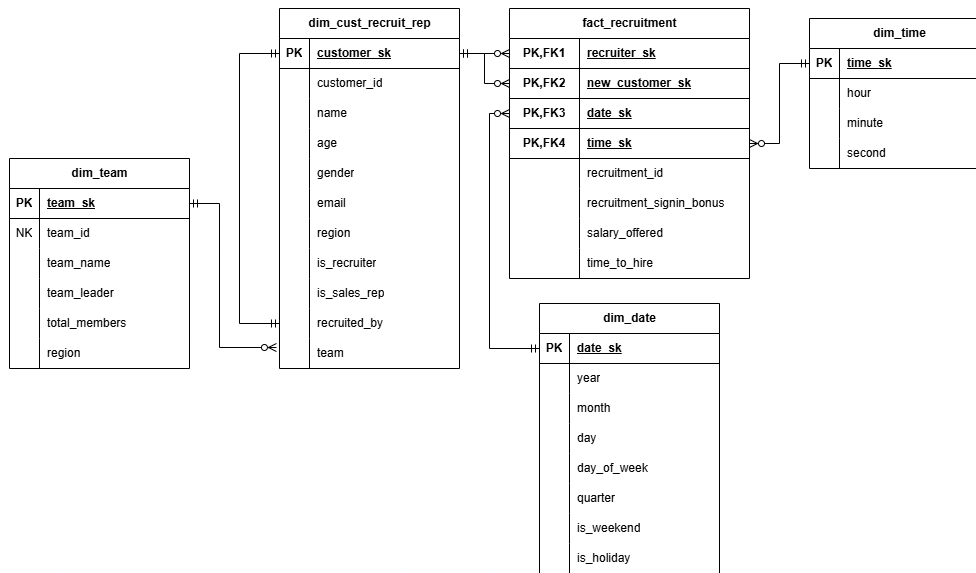 dim_cust_recruit_rep
PK customer_sk
customer_id
name
age
gender
email
region
is_recruiter
is_sales_rep
recruited_by
team
fact_recruitment
PK,FK1 recruiter_sk
PK,FK2 new_customer_sk
PK,FK3 date_sk
PK,FK4 time_sk
recruitment_id
recruitment_signin_bonus
salary_offered
time_to_hire
dim_time
PK time_sk
hour
minute
second
dim_team
PK team_sk
NK team_id
team_name
team_leader
total_members
region
dim_date
PK date_sk
year
month
day
day_of_week
quarter
is_weekend
is_holiday